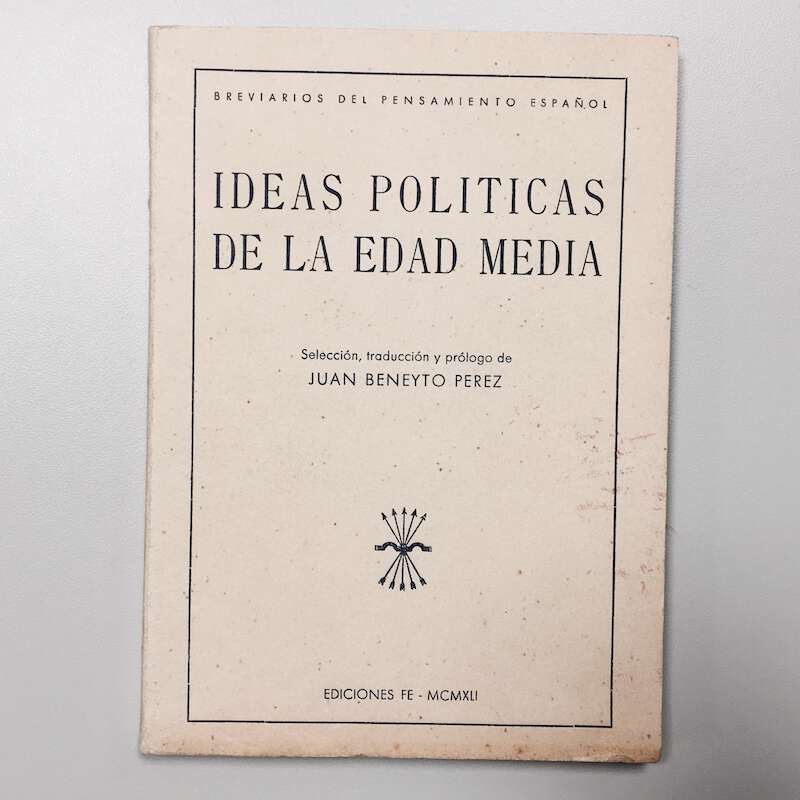 BREVIARIOS DEL PENSAMIENTO ESPAÑOL
IDEAS POLITICAS
DE LA EDAD MEDIA
Selección, traducción y prólogo de
JUAN BENEYTO PEREZ
EDICIONES FE - MCMXLI